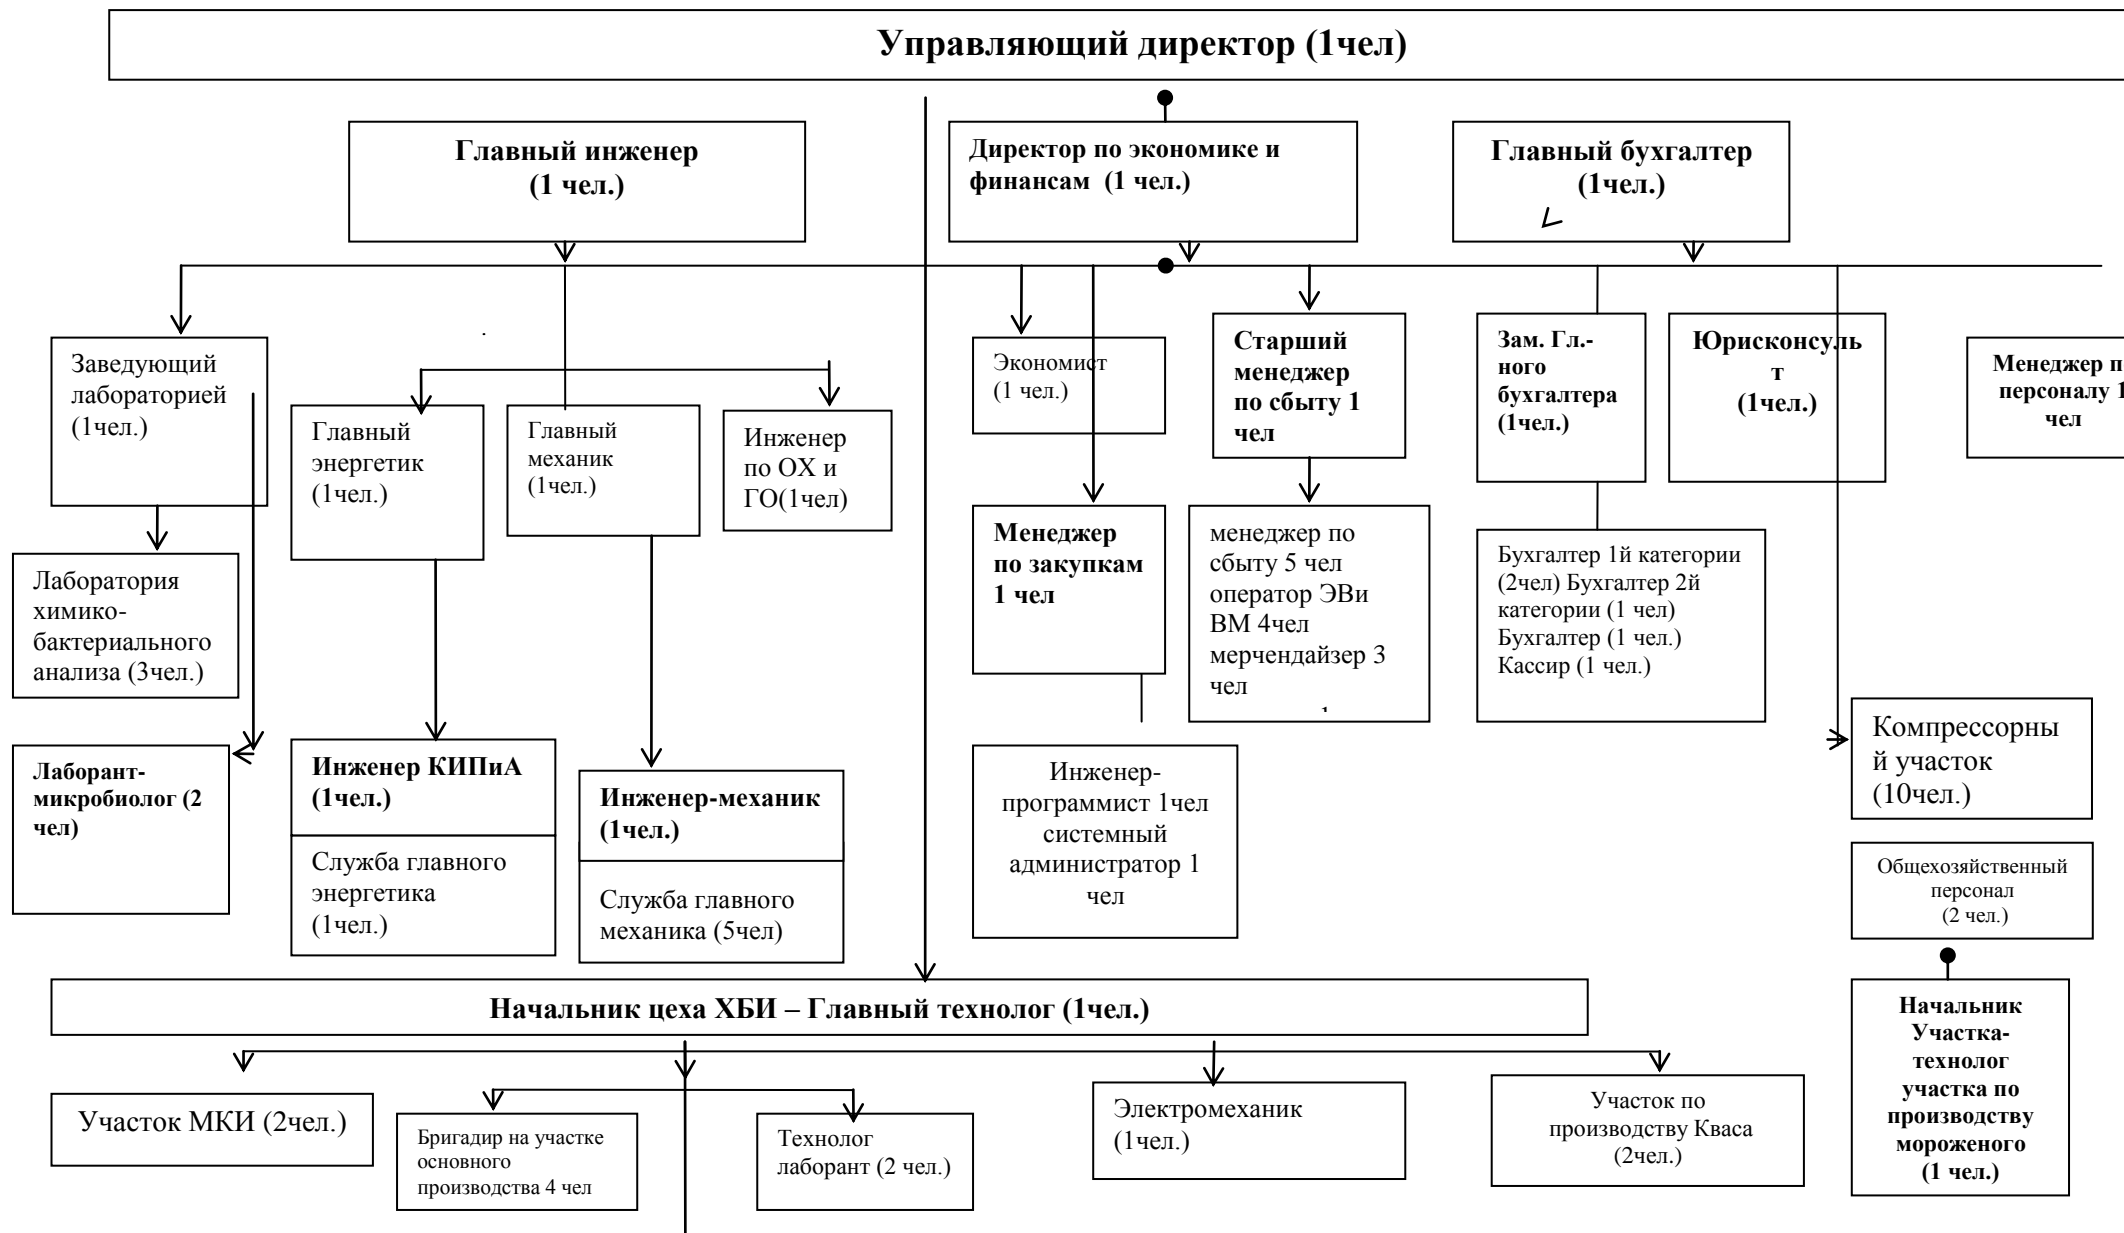 Управляющий директор (1чел)
Главный инженер
(1 чел.)
Директор по экономике и
финансам (1 чел.)
Главный бухгалтер
(1чел.)
Заведующий
лабораторией
(1чел.)
Главный
энергетик
(1чел.)
Главный
механик
(1чел.)
Инженер
по ОХ и
ГО(1чел)
Экономист
(1 чел.)
Старший
менеджер
по сбыту 1
чел
Зам. Гл.-
ного
бухгалтера
(1чел.)
Юрисконсуль
т
(1чел.)
Менеджер п
персоналу 1
чел
Лаборатория
химико-
бактериального
анализа (3чел.)
Менеджер
по закупкам
1 чел
менеджер по
сбыту 5 чел
оператор ЭВи
ВМ 4чел
мерчендайзер 3
чел
Бухгалтер 1й категории
(2чел) Бухгалтер 2й
категории (1 чел)
Бухгалтер (1 чел.)
Кассир (1 чел.)
Лаборант-
микробиолог (2
чел)
Инженер КИПиА
(1чел.)
Служба главного
энергетика
(1чел.)
Инженер-механик
(1чел.)
Служба главного
механика (5чел)
Инженер-
программист 1чел
системный
администратор 1
чел
Компрессорны
й участок
(10чел.)
Общехозяйственный
персонал
(2 чел.)
Начальник цеха ХБИ – Главный технолог (1чел.)
Начальник
Участка-
технолог
участка по
производству
мороженого
(1 чел.)
Участок МКИ (2чел.)
Бригадир на участке
основного
производства 4 чел
Технолог
лаборант (2 чел.)
Электромеханик
(1чел.)
Участок по
производству Кваса
(2чел.)